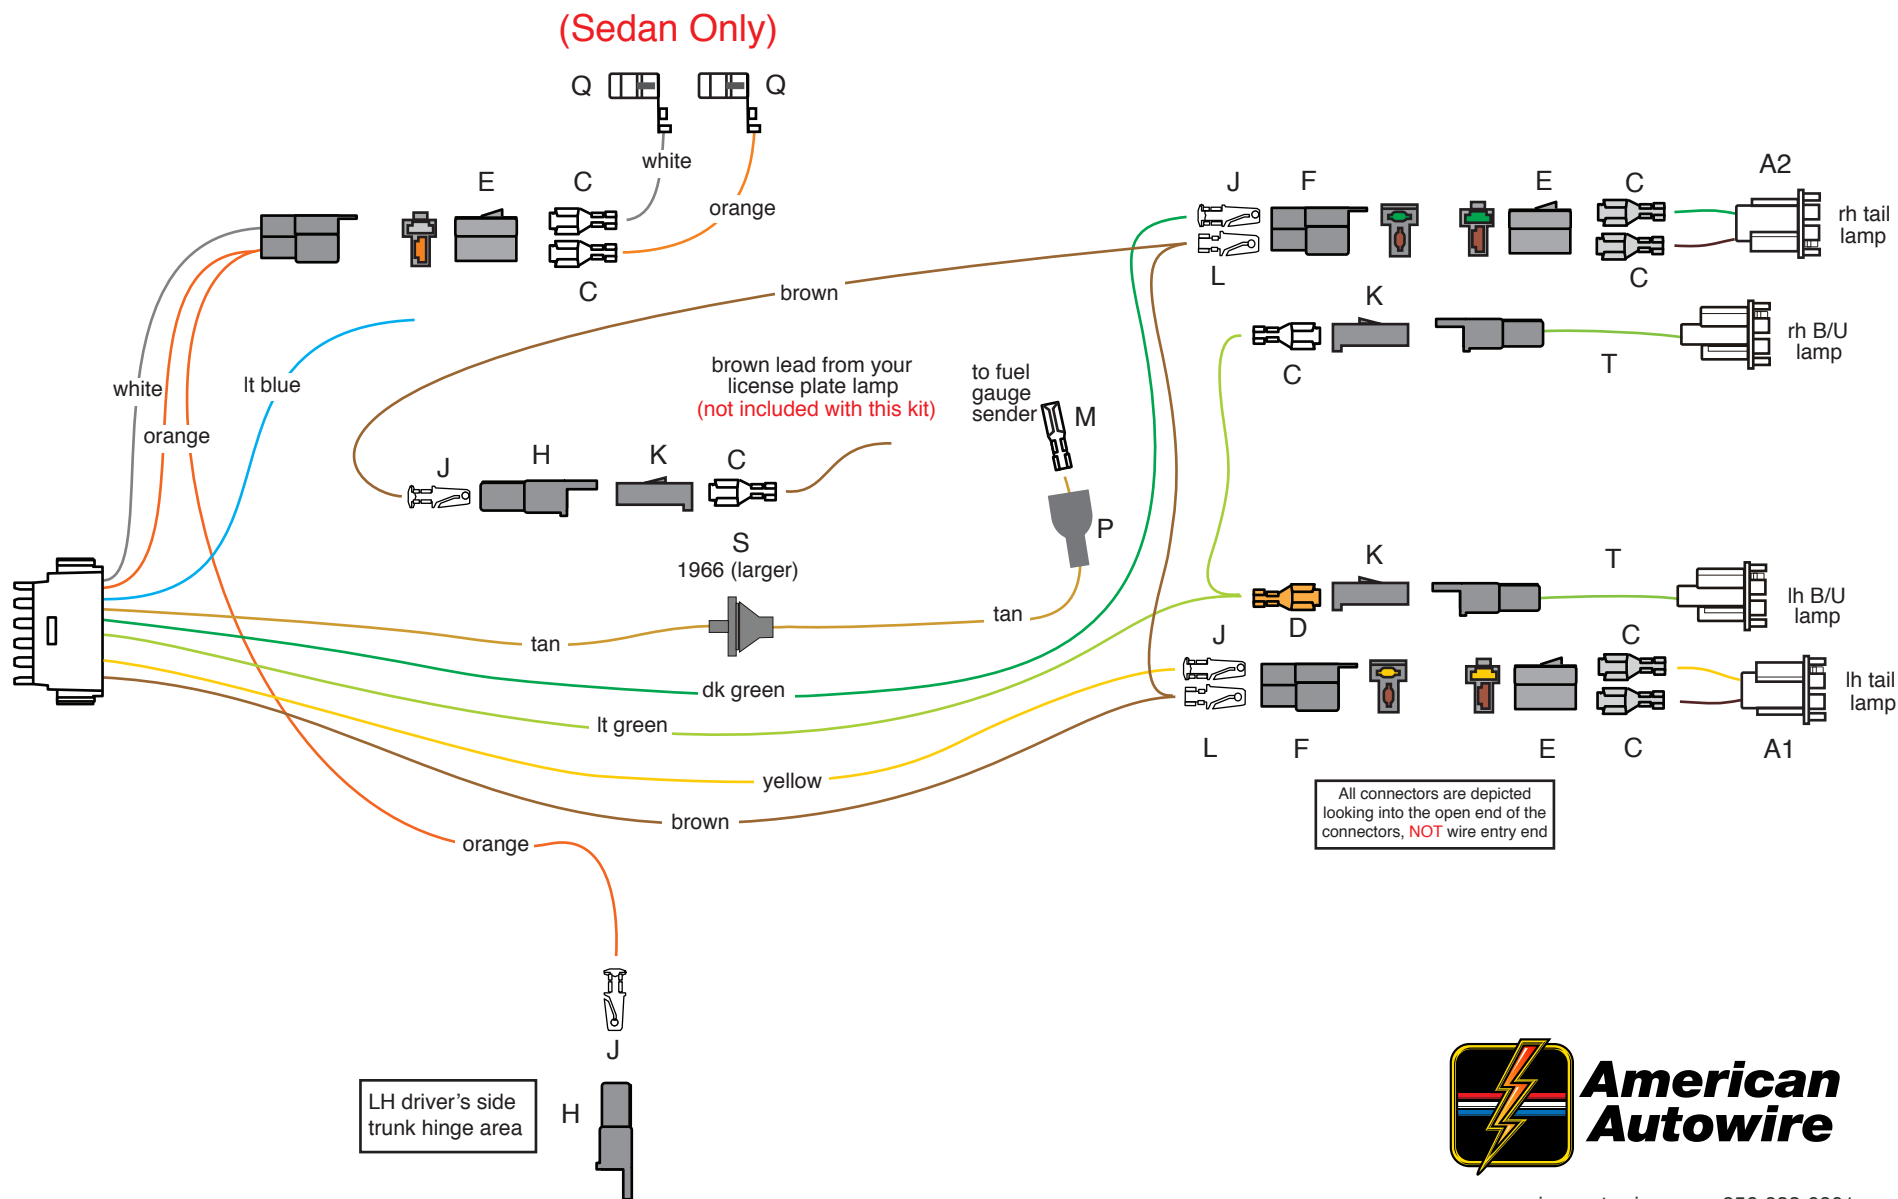 (Sedan Only)
Q
Q
white
orange
E
C
C
J
F
E
C
A2
rh tail
lamp
L
C
brown
K
rh B/U
lamp
C
T
white
lt blue
orange
brown lead from your
license plate lamp
(not included with this kit)
to fuel
gauge
sender
M
J
H
K
C
P
S
1966 (larger)
K
T
lh B/U
lamp
tan
tan
D
J
C
lh tail
lamp
dk green
lt green
L
F
E
C
A1
yellow
brown
All connectors are depicted
looking into the open end of the
connectors, NOT wire entry end
orange
J
LH driver's side
trunk hinge area
H
American
Autowire